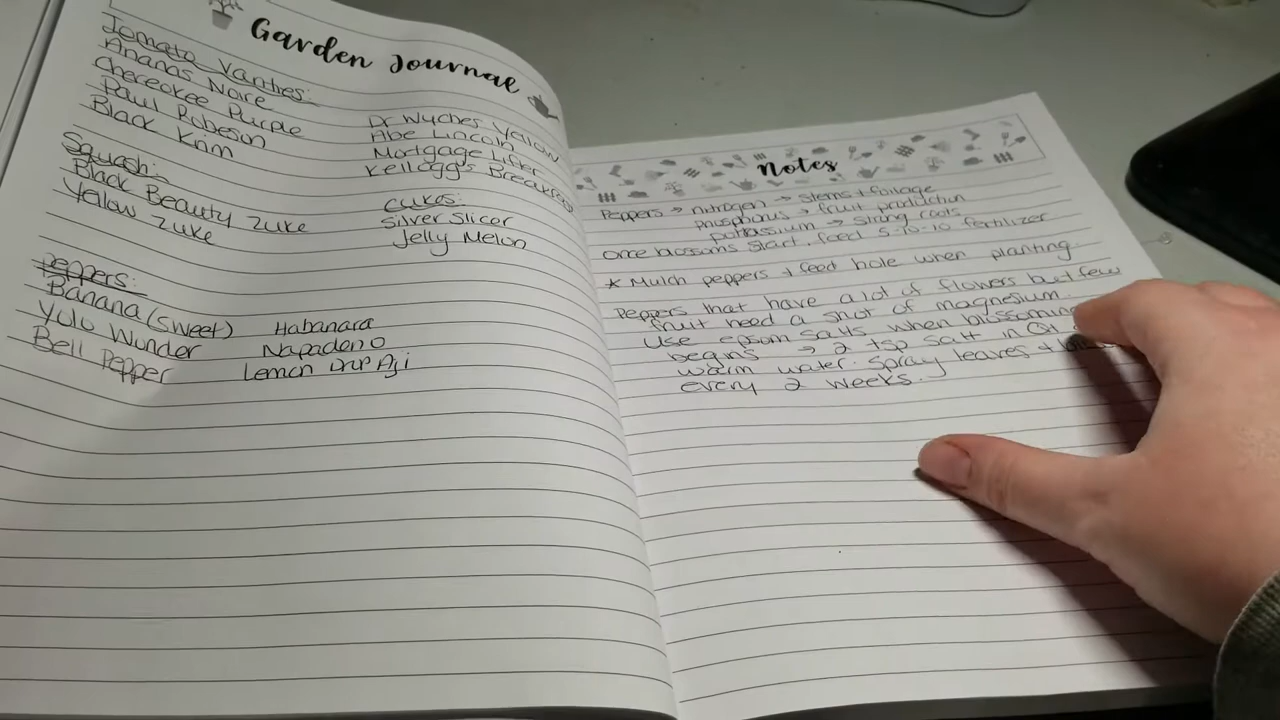 Garden Journal
Tomato Varities:
Ananas Noire
Chereokee Purple
Paul Robeson
Black Krim
Dr Wyches Yellow
Abe Lincoln
Mortgage Lifter
Kelloggs Breakfast
Squash:
Black Beauty Zuke
Yellow Zuke
Cukes:
Silver Slicer
Jelly Melon
Peppers:
Banana (sweet)
Yolo Wunder
Bell Pepper
Habanara
Napadeno
Lemon Drop Aji
Notes
Peppers → nitrogen → stems + foliage
phosphorus → fruit production
potassium → strong roots
Once blossoms start, feed 5-10-10 fertilizer
* Mulch peppers + feed hole when planting.
Peppers that have a lot of flowers but few
fruit need a shot of magnesium.
Use epsom salts when blossoming
begins → 2 tsp salt in Qt
warm water. Spray leaves +
every 2 weeks.